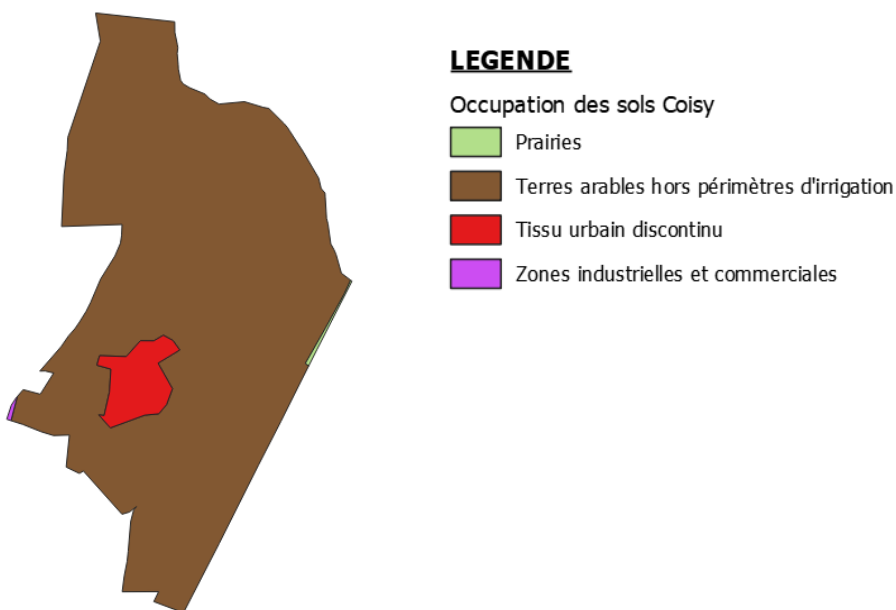 LEGENDE
Occupation des sols Coisy
Prairies
Terres arables hors périmètres d'irrigation
Tissu urbain discontinu
Zones industrielles et commerciales